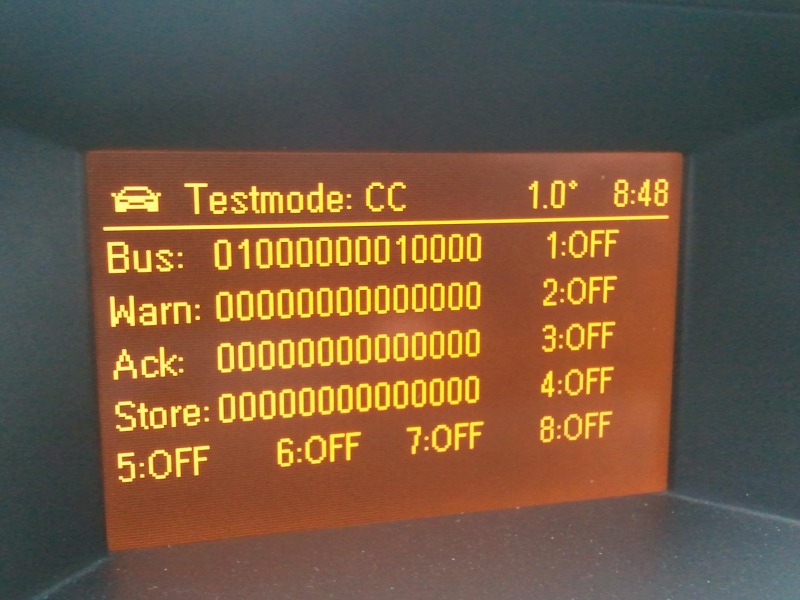 Testmode: CC 1.0° 8:48
Bus: 01000000010000 1:OFF
Warn: 00000000000000 2:OFF
Ack: 00000000000000 3:OFF
Store: 00000000000000 4:OFF
5:OFF 6:OFF 7:OFF 8:OFF